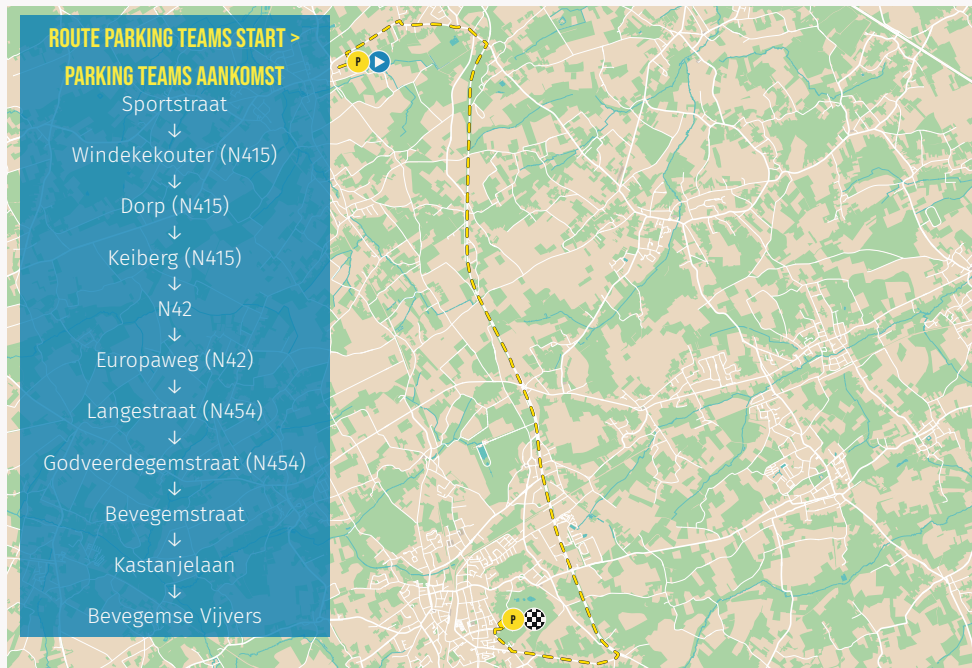 ROUTE PARKING TEAMS START >
PARKING TEAMS AANKOMST
Sportstraat
↓
Windekekouter (N415)
↓
Dorp (N415)
↓
Keiberg (N415)
↓
N42
↓
Europaweg (N42)
↓
Langestraat (N454)
↓
Godveerdegemstraat (N454)
↓
Bevegemstraat
↓
Kastanjelaan
↓
Bevegemse Vijvers
P
P